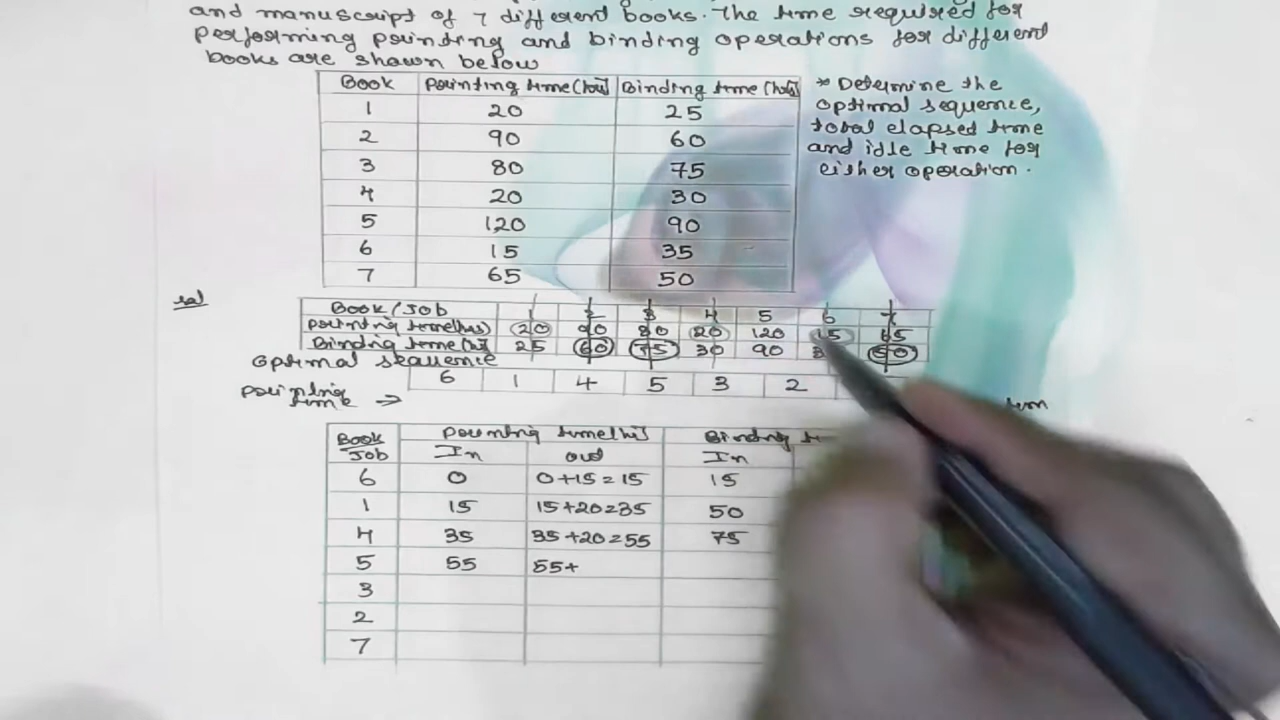 and manuscript of 7 different books. The time required for
performing printing and binding operations for different
books are shown below
Book Printing time (hrs) Binding time (hrs)
1 20 25
2 90 60
3 80 75
4 20 30
5 120 90
6 15 35
7 65 50
* Determine the
optimal sequence,
total elapsed time
and idle time for
either operation.
sol
Book / Job 1 2 3 4 5 6 7
Printing time (hrs) 20 90 80 20 120 15 65
Binding time (h) 25 60 75 30 90 3 50
Optimal sequence
6 1 4 5 3 2
printing
time →
Book
Job
Printing time (h)
Binding
In out In
6 0 0+15=15 15
1 15 15+20=35 50
4 35 35+20=55 75
5 55 55+
3
2
7